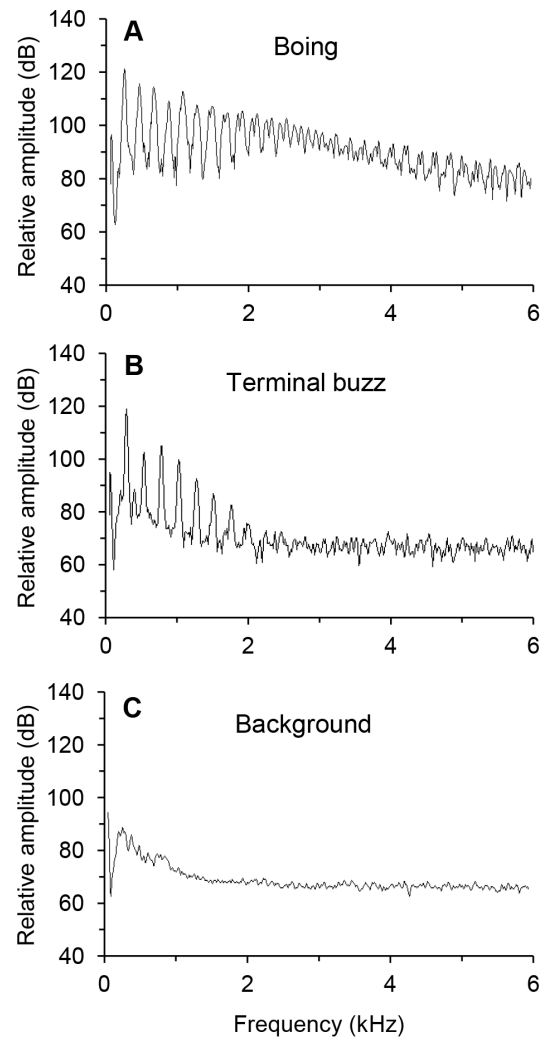 A
Boing
Relative amplitude (dB)
140
120
100
80
60
40
0 2 4 6
B
Terminal buzz
Relative amplitude (dB)
140
120
100
80
60
40
0 2 4 6
C
Background
Relative amplitude (dB)
140
120
100
80
60
40
0 2 4 6
Frequency (kHz)